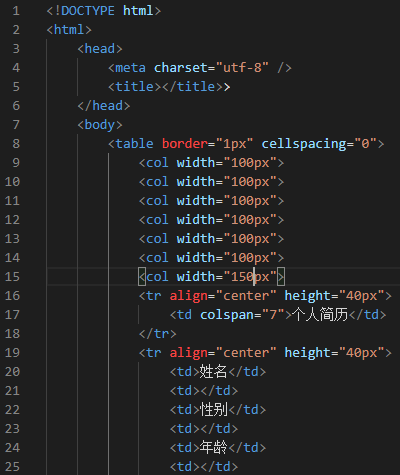 1 <!DOCTYPE html>
2 <html>
3 <head>
4 <meta charset="utf-8" />
5 <title></title>>
6 </head>
7 <body>
8 <table border="1px" cellspacing="0">
9 <col width="100px">
10 <col width="100px">
11 <col width="100px">
12 <col width="100px">
13 <col width="100px">
14 <col width="100px">
15 <col width="150px">
16 <tr align="center" height="40px">
17 <td colspan="7">个人简历</td>
18 </tr>
19 <tr align="center" height="40px">
20 <td>姓名</td>
21 <td></td>
22 <td>性别</td>
23 <td></td>
24 <td>年龄</td>
25 <td></td>